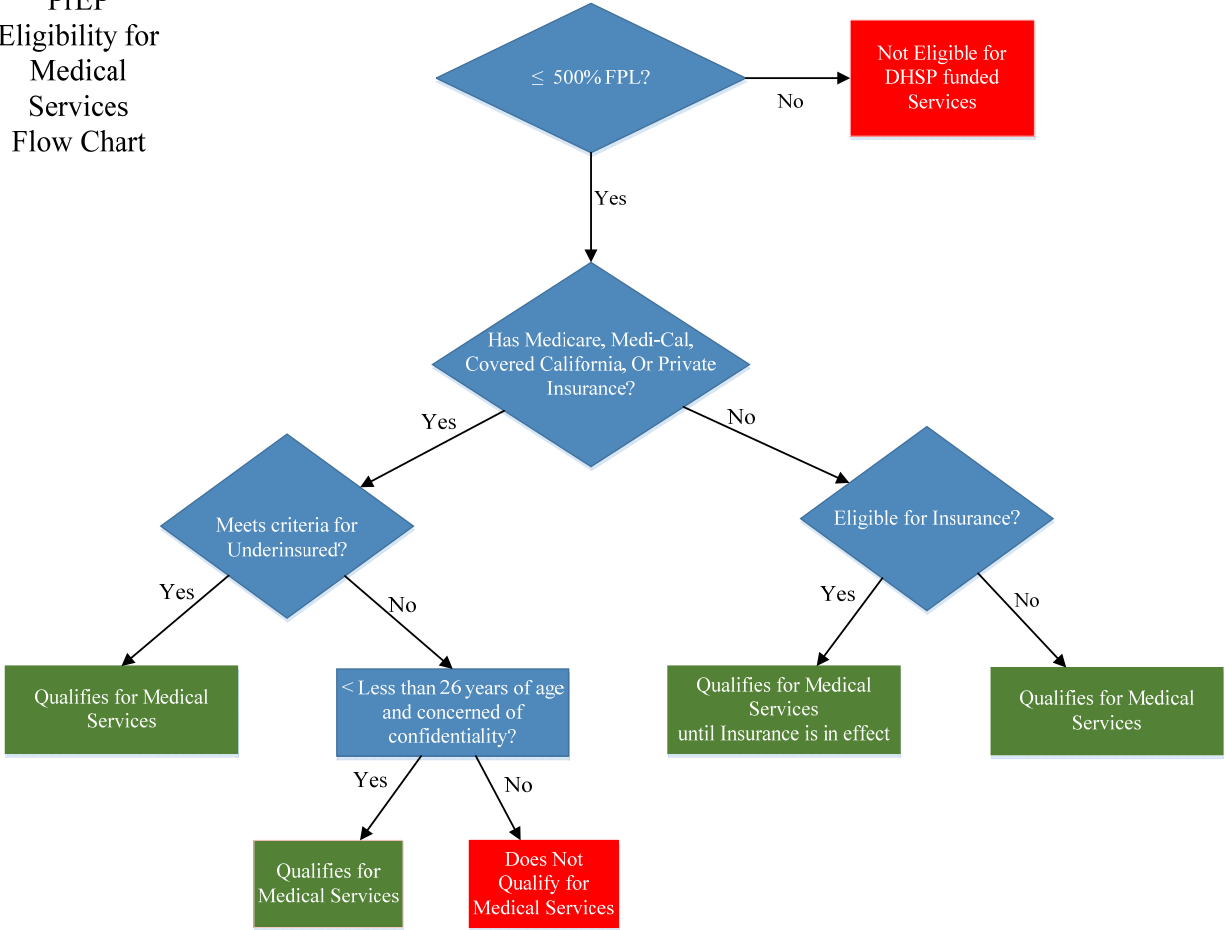 PrEP
Eligibility for
Medical
Services
Flow Chart
≤ 500% FPL?
No
Not Eligible for
DHSP funded
Services
Yes
Has Medicare, Medi-Cal,
Covered California, Or Private
Insurance?
Yes
No
Meets criteria for
Underinsured?
Eligible for Insurance?
Yes
No
Yes
No
Qualifies for Medical
Services
< Less than 26 years of age
and concerned of
confidentiality?
Qualifies for Medical
Services
until Insurance is in effect
Qualifies for Medical
Services
Yes
No
Qualifies for
Medical Services
Does Not
Qualify for
Medical Services